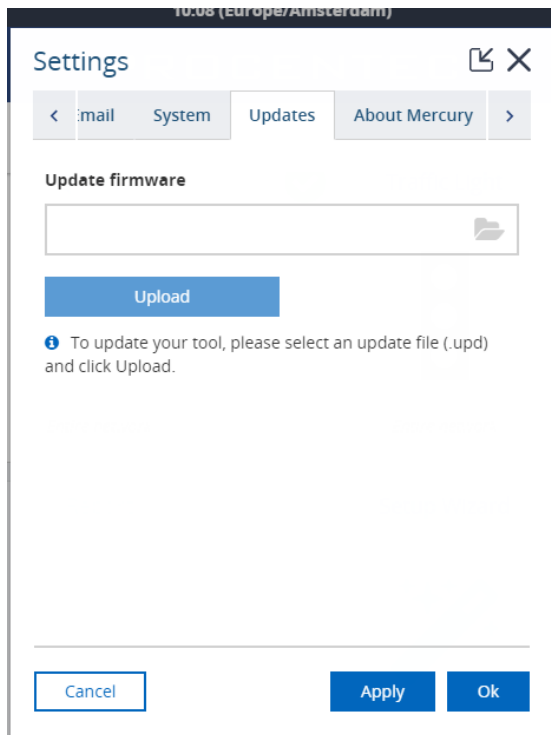 10:08 (Europe/Amsterdam)
Settings
Email System Updates About Mercury
Update firmware
Upload
To update your tool, please select an update file (.upd)
and click Upload.
Cancel Apply Ok